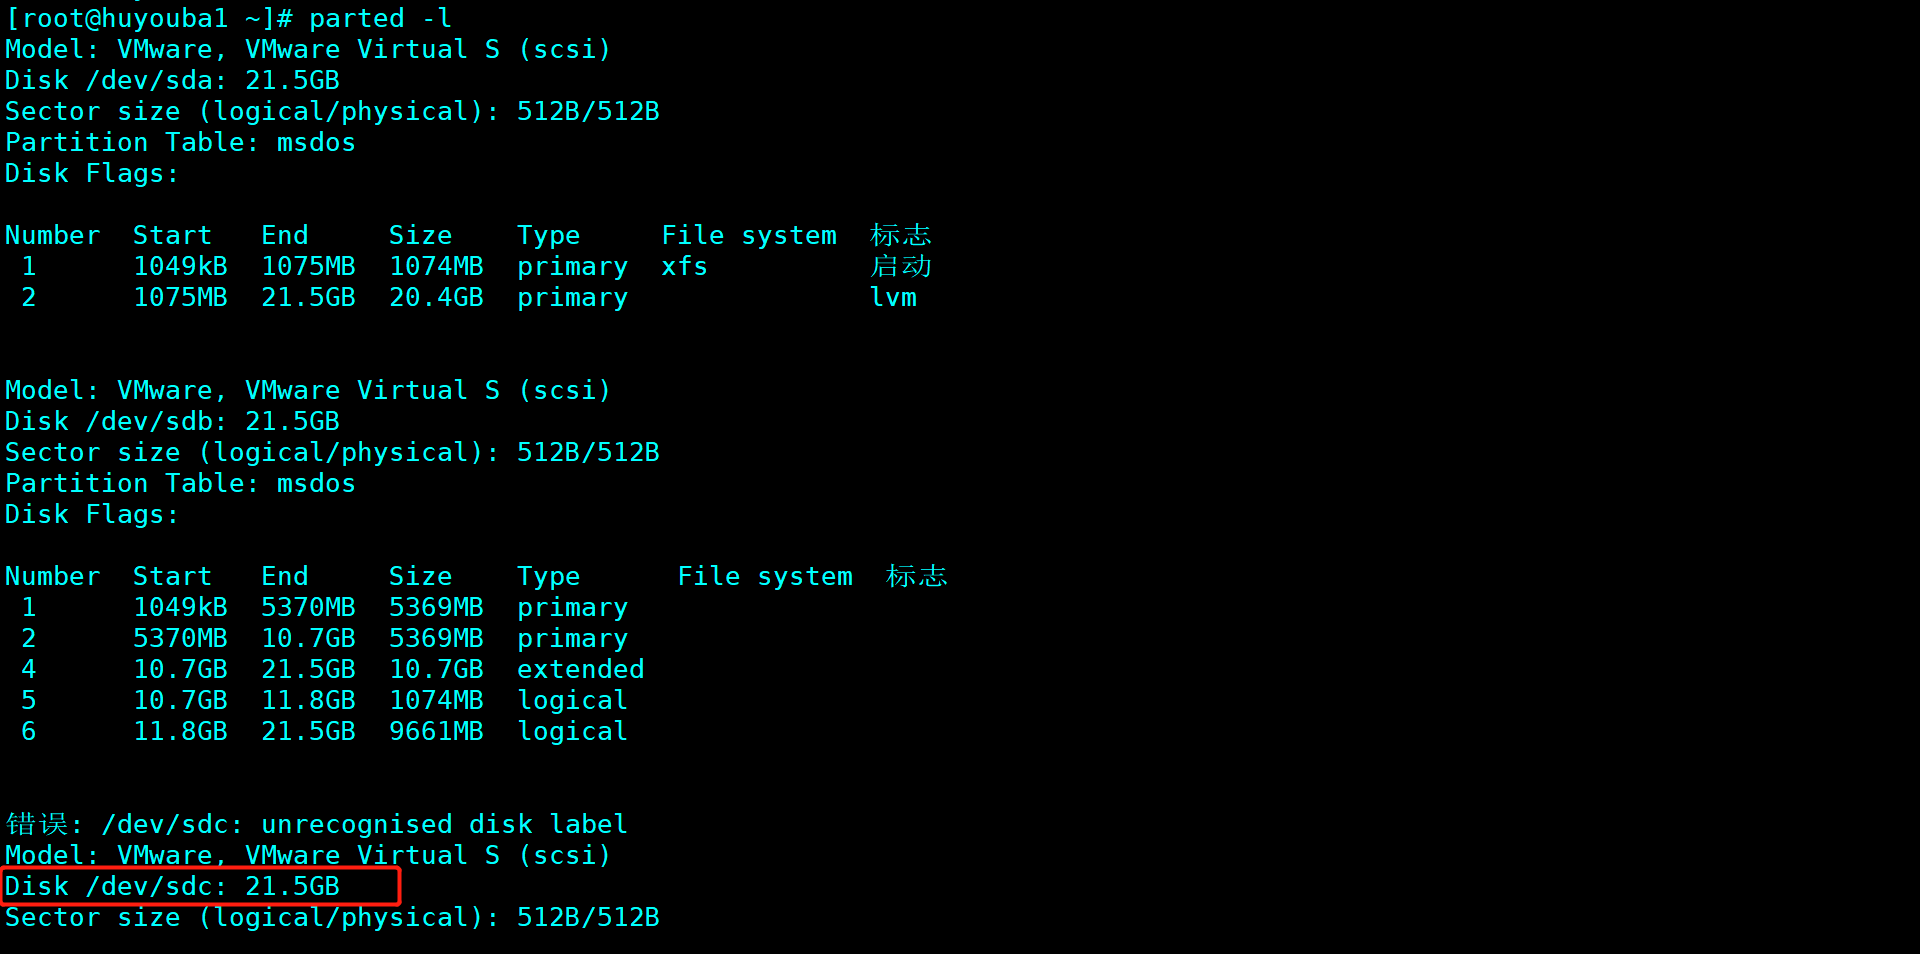 [root@huyouba1 ~]# parted -l
Model: VMware, VMware Virtual S (scsi)
Disk /dev/sda: 21.5GB
Sector size (logical/physical): 512B/512B
Partition Table: msdos
Disk Flags:
Number  Start   End     Size    Type     File system  标志
 1      1049kB  1075MB  1074MB  primary  xfs          启动
 2      1075MB  21.5GB  20.4GB  primary               lvm
Model: VMware, VMware Virtual S (scsi)
Disk /dev/sdb: 21.5GB
Sector size (logical/physical): 512B/512B
Partition Table: msdos
Disk Flags:
Number  Start   End     Size    Type      File system  标志
 1      1049kB  5370MB  5369MB  primary
 2      5370MB  10.7GB  5369MB  primary
 4      10.7GB  21.5GB  10.7GB  extended
 5      10.7GB  11.8GB  1074MB  logical
 6      11.8GB  21.5GB  9661MB  logical
错误: /dev/sdc: unrecognised disk label
Model: VMware, VMware Virtual S (scsi)
Disk /dev/sdc: 21.5GB
Sector size (logical/physical): 512B/512B